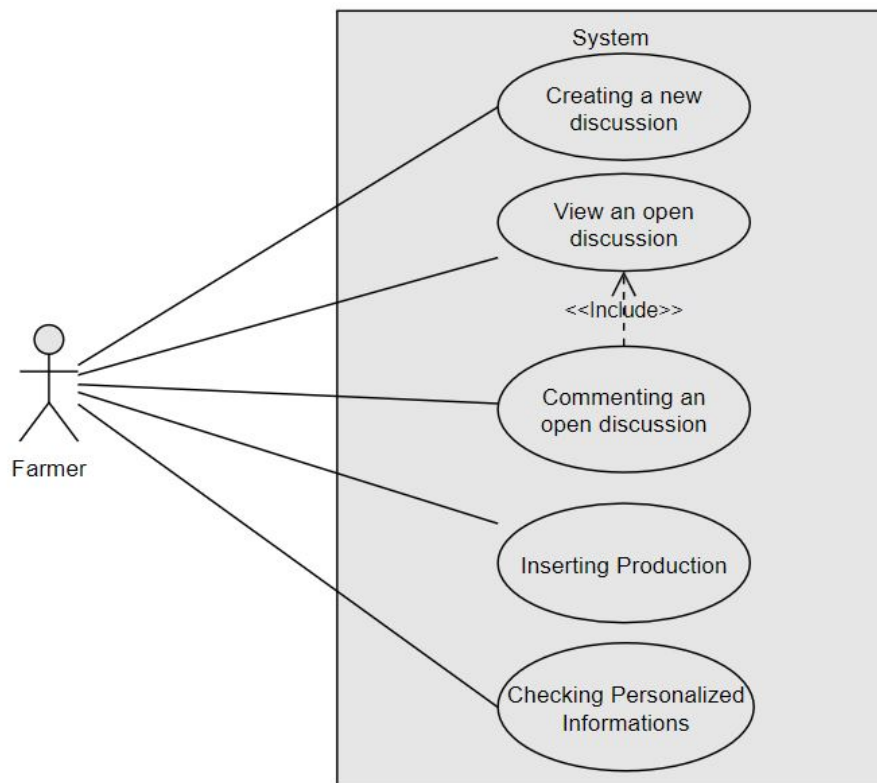 System
Creating a new
discussion
View an open
discussion
<<Include>>
Commenting an
open discussion
Farmer
Inserting Production
Checking Personalized
Informations